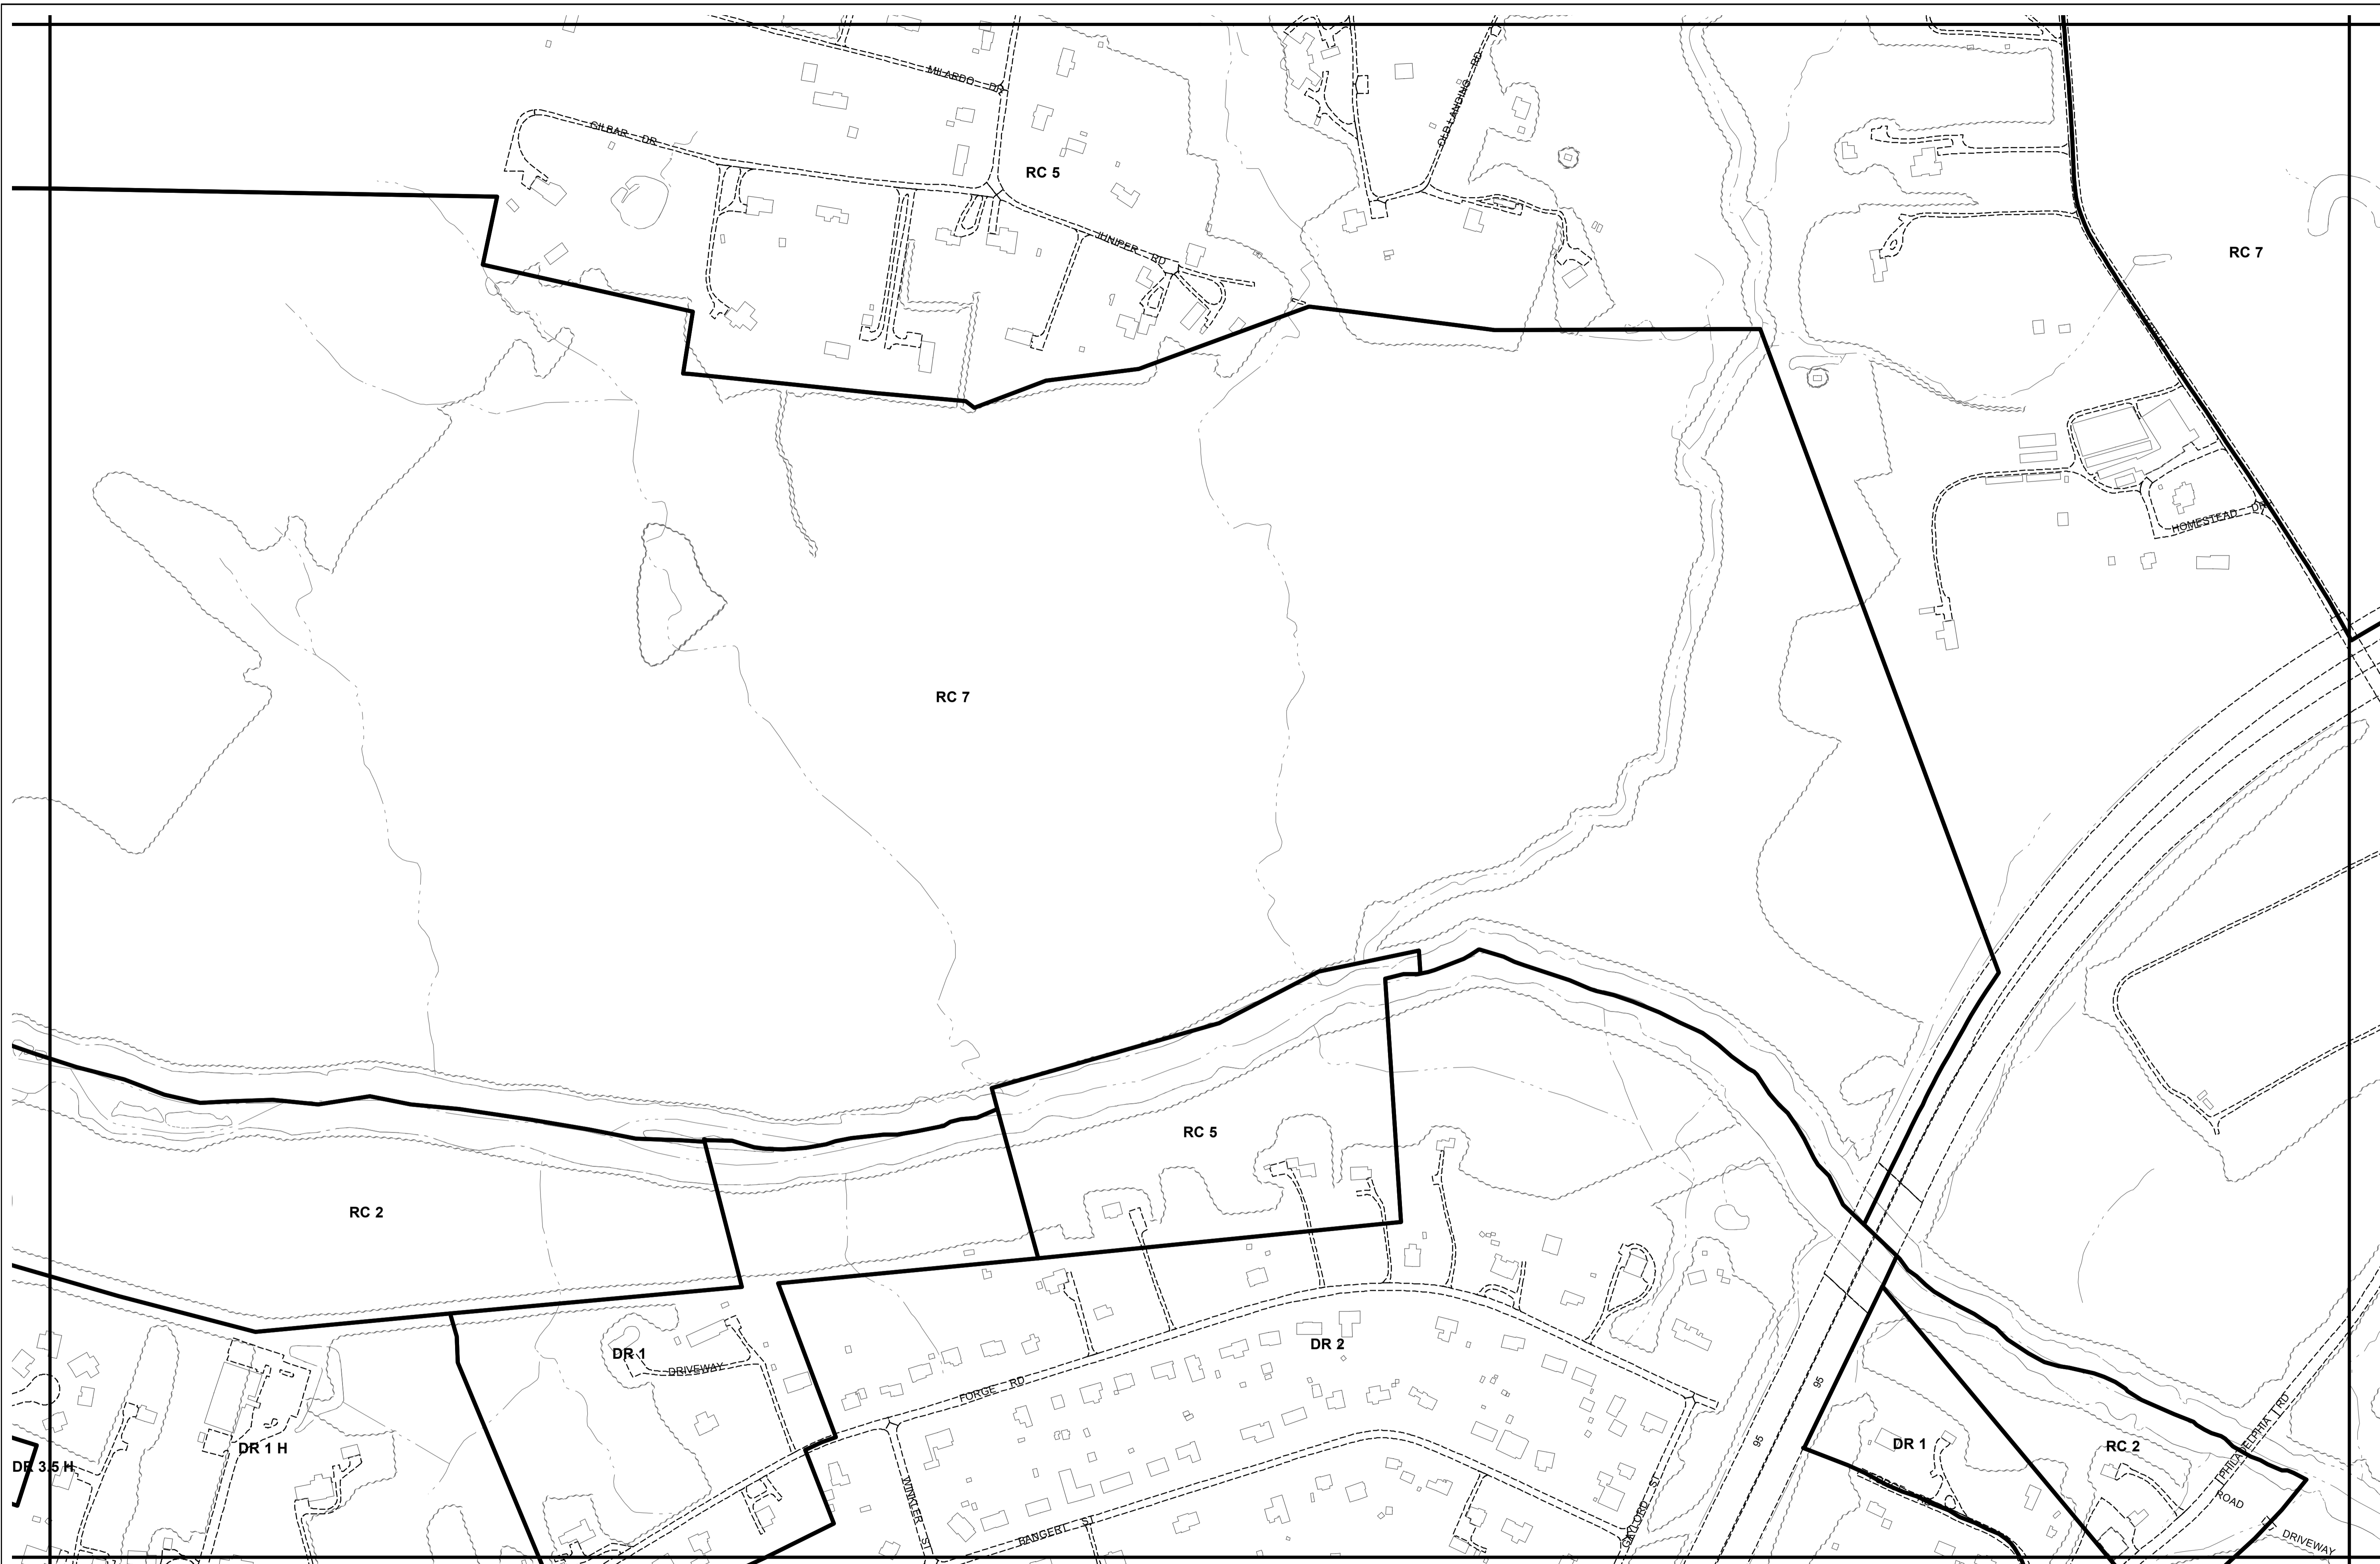 MILARDO DR
OLD LANDING RD
GILBAR DR
RC 5
JUNIPER RD
RC 7
HOMESTEAD DR
RC 7
RC 5
RC 2
DR 1
DRIVEWAY
DR 2
FORGE RD
95
95
DR 1 H
DR 3.5 H
DR 1
RC 2
PHILADELPHIA RD
ROAD
DRIVEWAY
WINKLER ST
BANGERT ST
GAYLORD ST